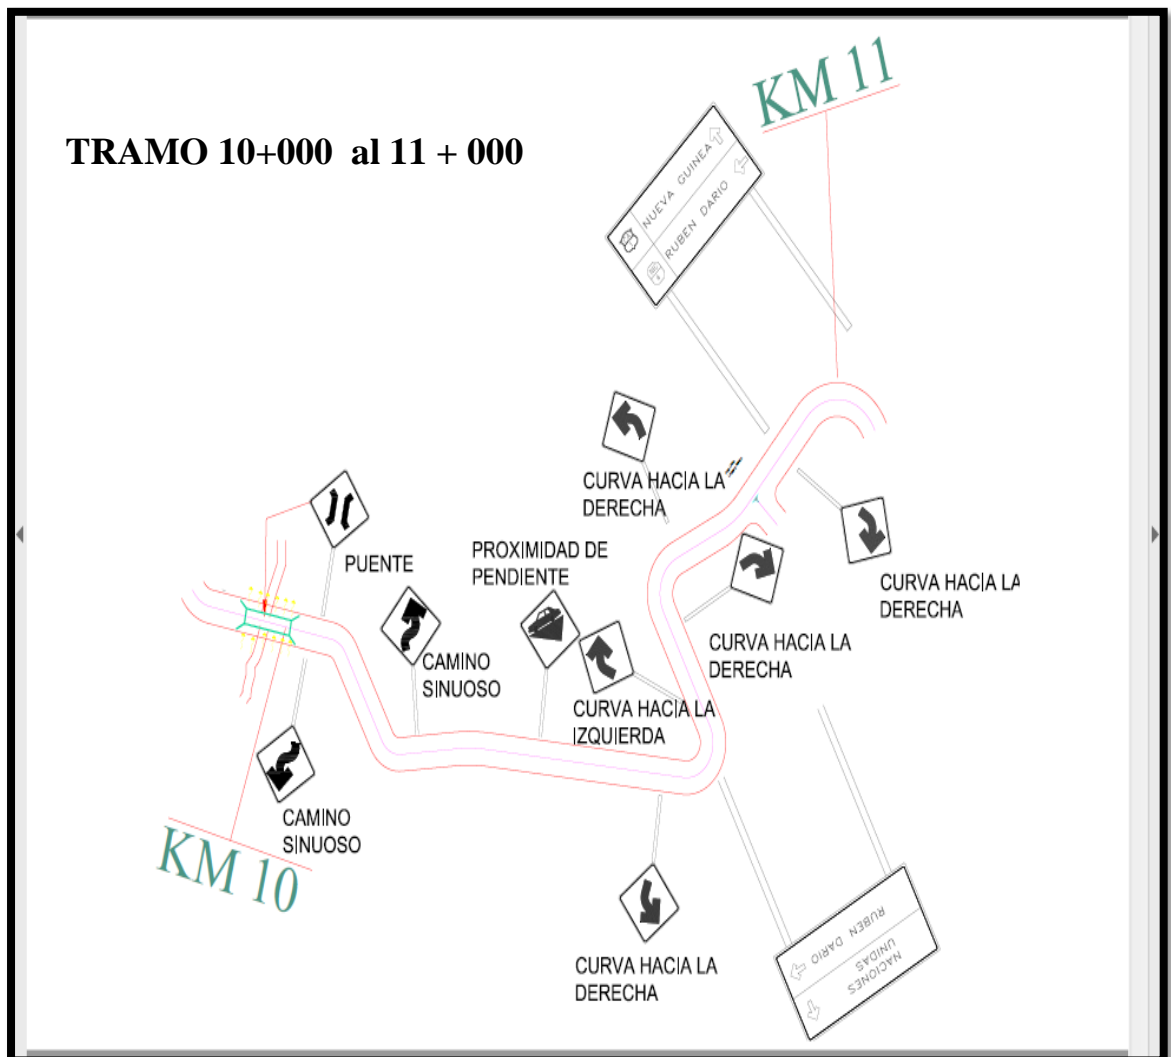 KM 11
TRAMO 10+000 al 11 + 000
NUEVA GUINEA
RUBEN DARIO
CURVA HACIA LA
DERECHA
PUENTE
PROXIMIDAD DE
PENDIENTE
CURVA HACIA LA
DERECHA
CAMINO
SINUOSO
CURVA HACIA LA
DERECHA
CURVA HACIA LA
IZQUIERDA
CAMINO
SINUOSO
KM 10
CURVA HACIA LA
DERECHA
RUBEN DARIO
NACIONES
UNIDAS